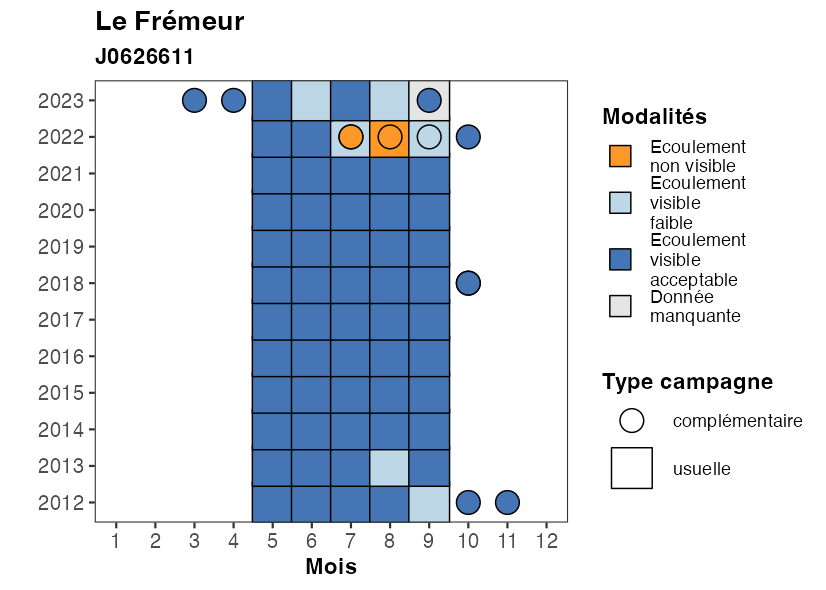 Le Frémeur
J0626611
2023
2022
2021
2020
2019
2018
2017
2016
2015
2014
2013
2012
1 2 3 4 5 6 7 8 9 10 11 12
Mois
Modalités
Ecoulement
non visible
Ecoulement
visible
faible
Ecoulement
visible
acceptable
Donnée
manquante
Type campagne
complémentaire
usuelle